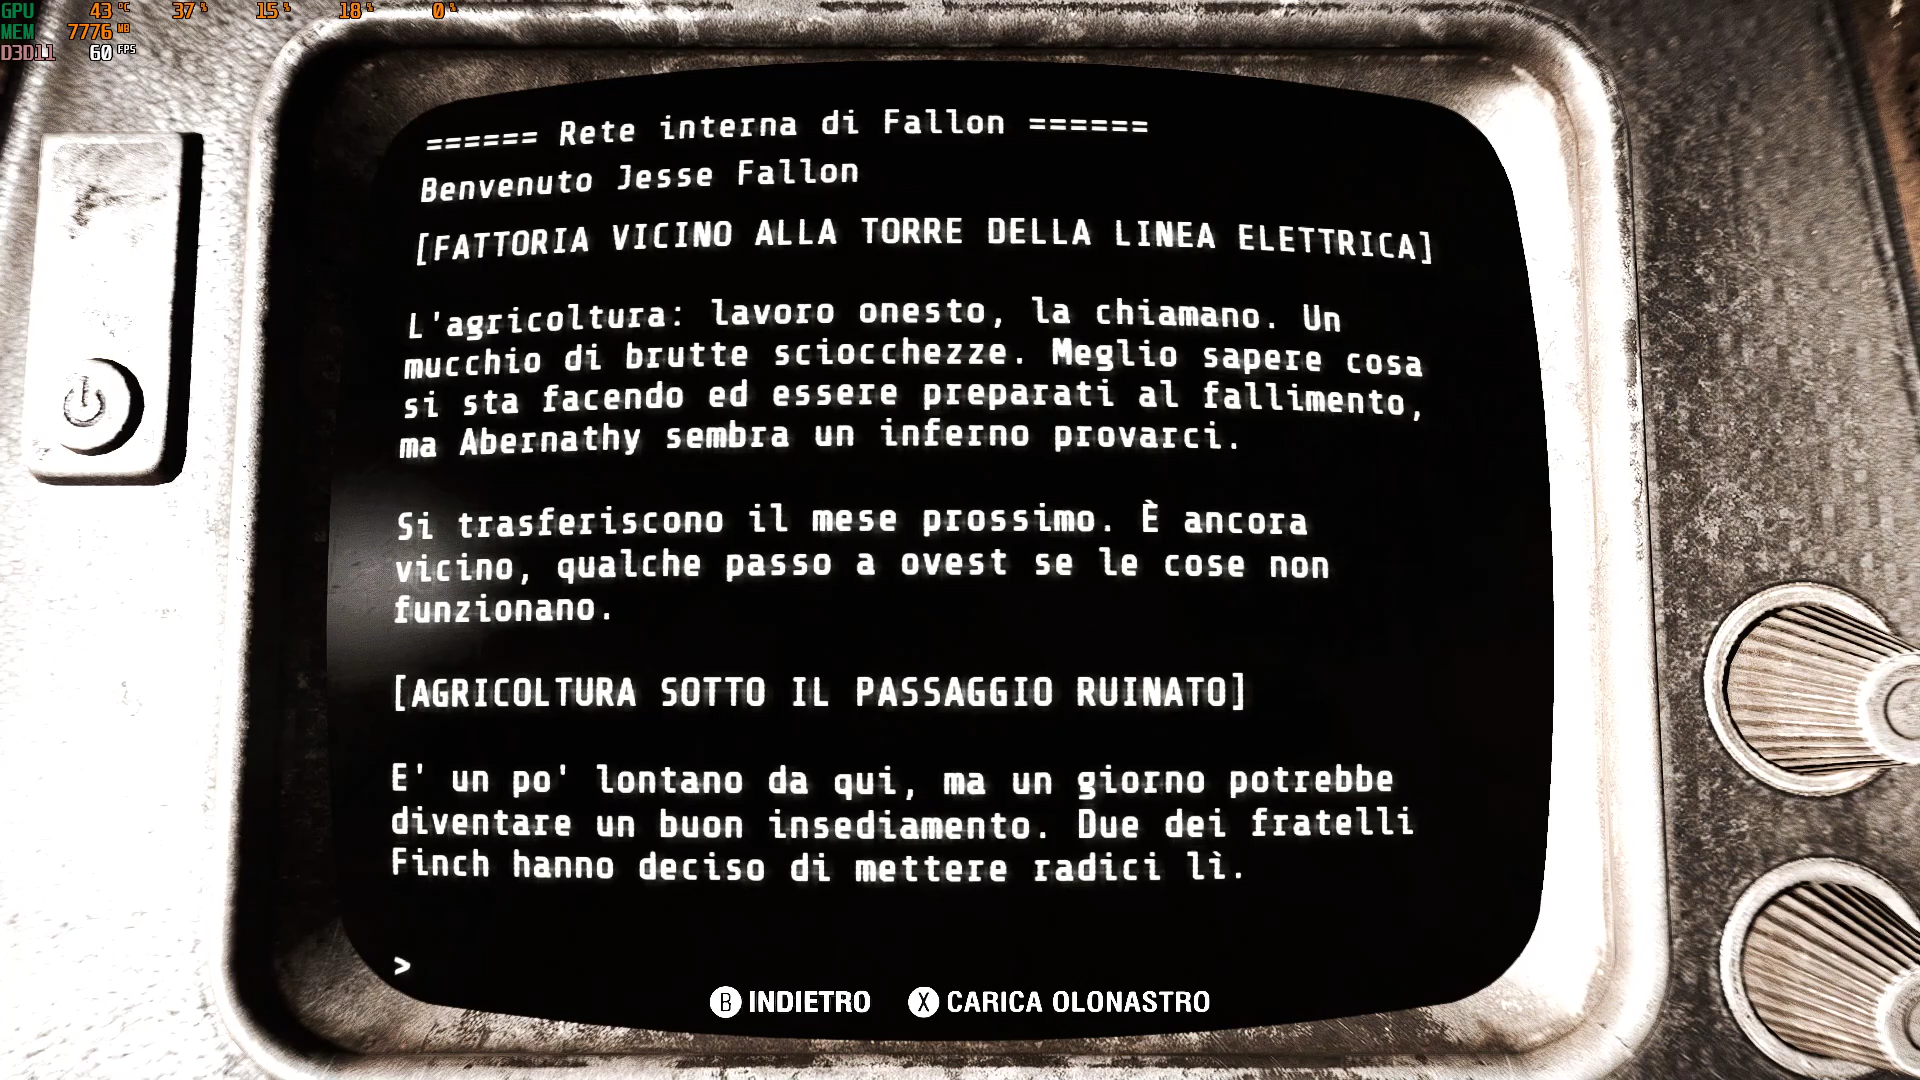 GPU 43 °C 37 % 15 % 18 % 0 %
MEM 7776 MB
D3D11 60 FPS
====== Rete interna di Fallon ======
Benvenuto Jesse Fallon
[FATTORIA VICINO ALLA TORRE DELLA LINEA ELETTRICA]
L'agricoltura: lavoro onesto, la chiamano. Un
mucchio di brutte sciocchezze. Meglio sapere cosa
si sta facendo ed essere preparati al fallimento,
ma Abernathy sembra un inferno provarci.
Si trasferiscono il mese prossimo. È ancora
vicino, qualche passo a ovest se le cose non
funzionano.
[AGRICOLTURA SOTTO IL PASSAGGIO RUINATO]
E' un po' lontano da qui, ma un giorno potrebbe
diventare un buon insediamento. Due dei fratelli
Finch hanno deciso di mettere radici lì.
>
B INDIETRO X CARICA OLONASTRO